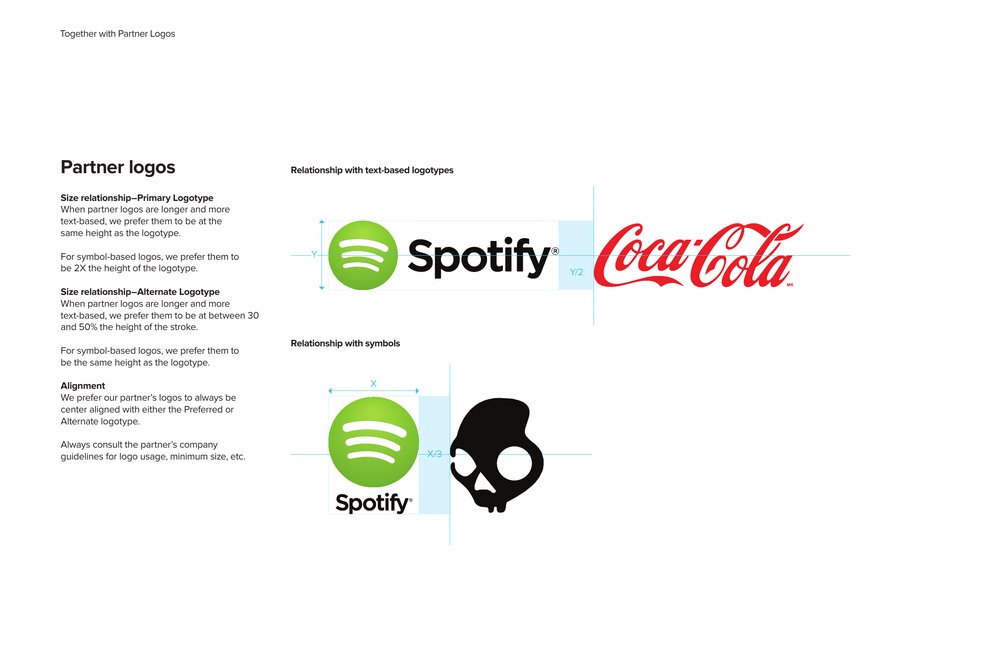 Together with Partner Logos
Partner logos
Size relationship–Primary Logotype
When partner logos are longer and more
text-based, we prefer them to be at the
same height as the logotype.
For symbol-based logos, we prefer them to
be 2X the height of the logotype.
Size relationship–Alternate Logotype
When partner logos are longer and more
text-based, we prefer them to be at between 30
and 50% the height of the stroke.
For symbol-based logos, we prefer them to
be the same height as the logotype.
Alignment
We prefer our partner's logos to always be
center aligned with either the Preferred or
Alternate logotype.
Always consult the partner's company
guidelines for logo usage, minimum size, etc.
Relationship with text-based logotypes
Y
Spotify®
Y/2
Coca-Cola
Relationship with symbols
X
X/3
Spotify®